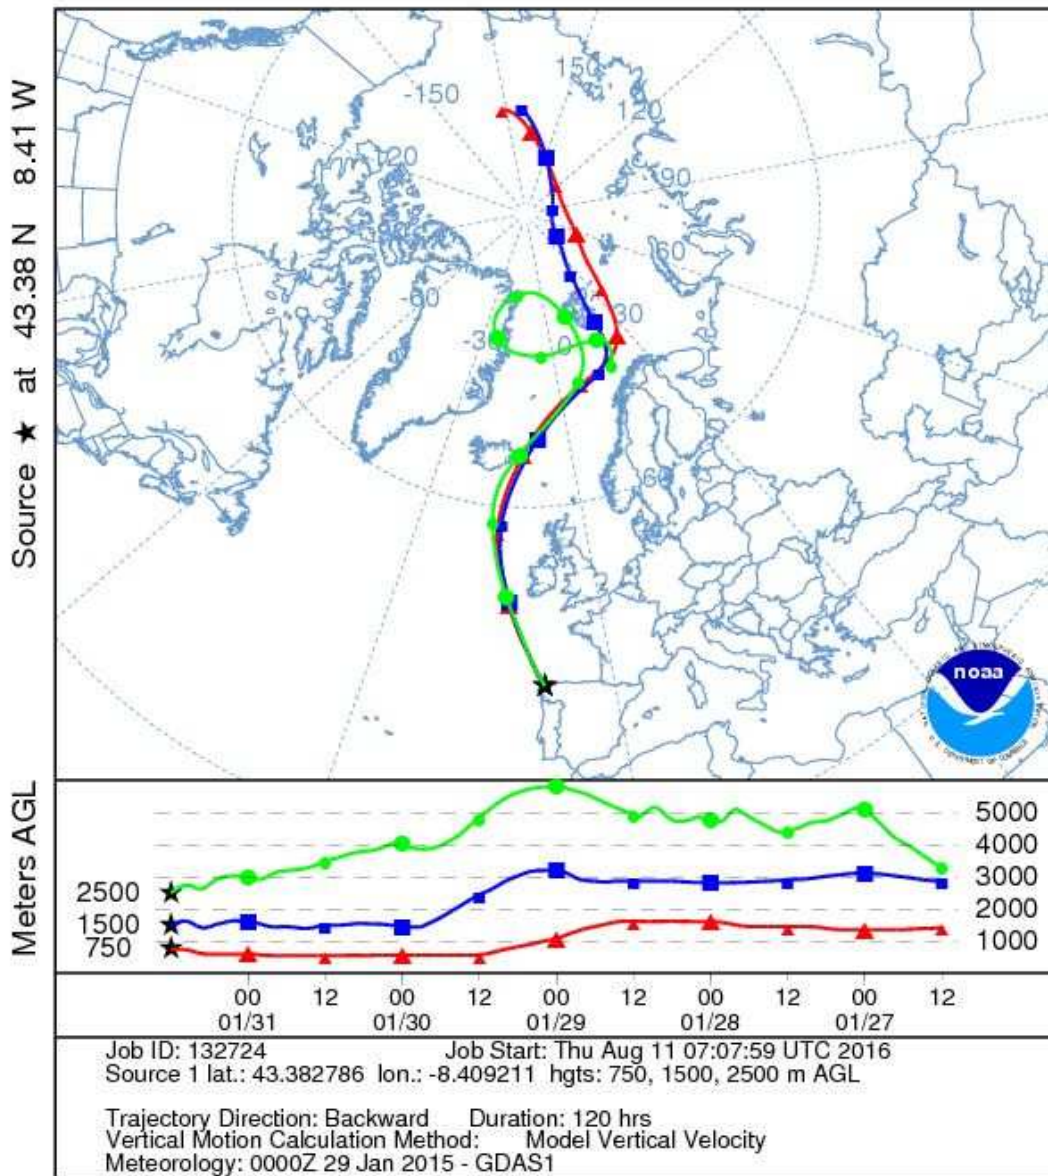 Source ★ at 43.38 N 8.41 W
-150
150
120
120
90
60
-60
30
-30
0
60
noaa
Meters AGL
5000
4000
3000
2500
2000
1500
1000
750
00 12 00 12 00 12 00 12 00 12
01/31 01/30 01/29 01/28 01/27
Job ID: 132724 Job Start: Thu Aug 11 07:07:59 UTC 2016
Source 1 lat.: 43.382786 lon.: -8.409211 hgts: 750, 1500, 2500 m AGL
Trajectory Direction: Backward Duration: 120 hrs
Vertical Motion Calculation Method: Model Vertical Velocity
Meteorology: 0000Z 29 Jan 2015 - GDAS1